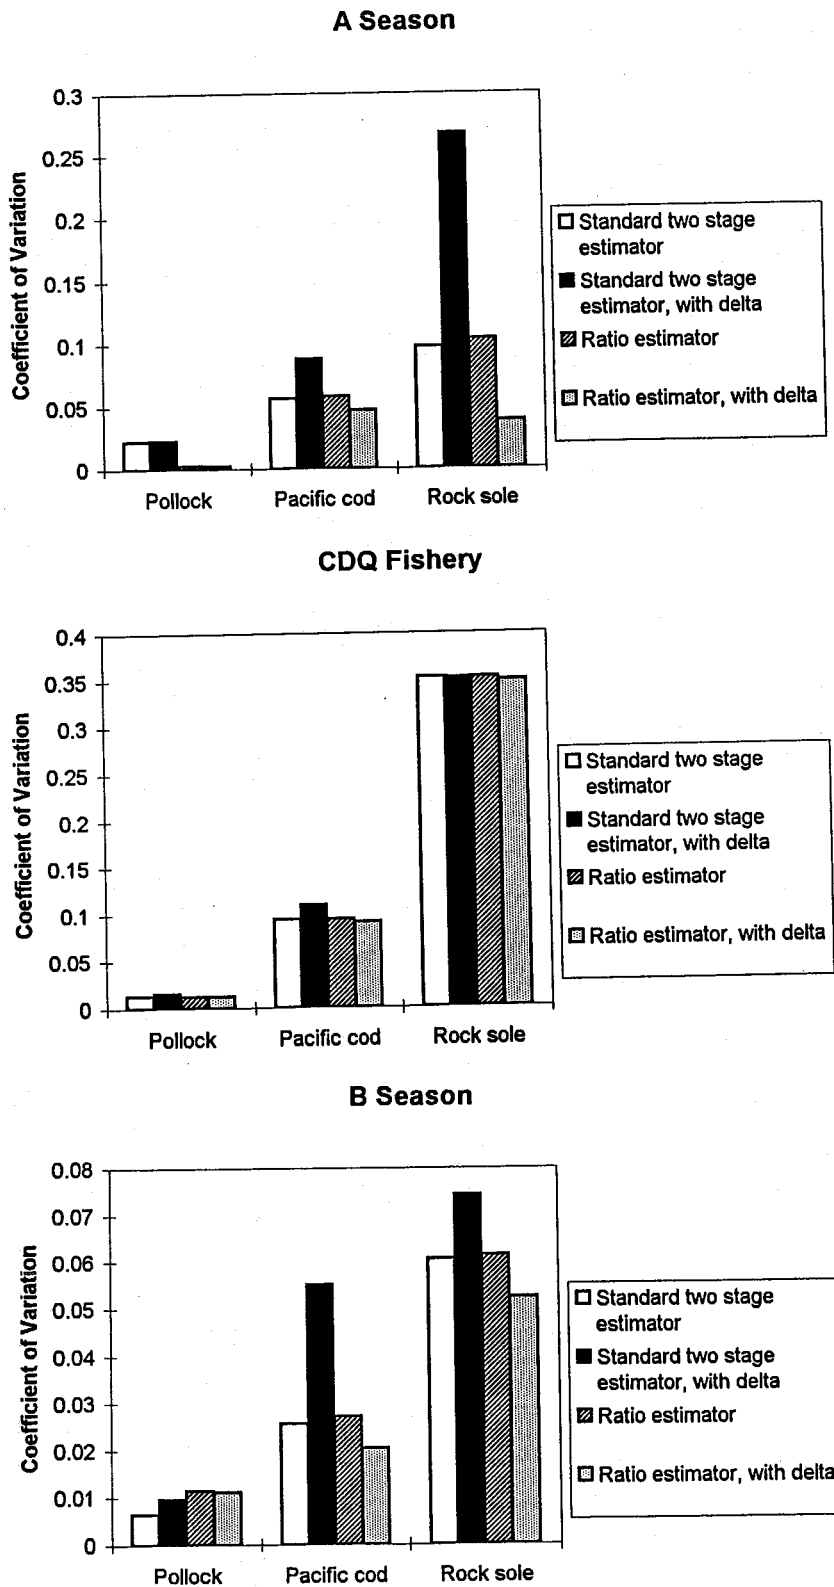 A Season
0.3
0.25
0.2
0.15
0.1
0.05
0
Coefficient of Variation
Pollock
Pacific cod
Rock sole
Standard two stage
estimator
Standard two stage
estimator, with delta
Ratio estimator
Ratio estimator, with delta
CDQ Fishery
0.4
0.35
0.3
0.25
0.2
0.15
0.1
0.05
0
Coefficient of Variation
Pollock
Pacific cod
Rock sole
Standard two stage
estimator
Standard two stage
estimator, with delta
Ratio estimator
Ratio estimator, with delta
B Season
0.08
0.07
0.06
0.05
0.04
0.03
0.02
0.01
0
Coefficient of Variation
Pollock
Pacific cod
Rock sole
Standard two stage
estimator
Standard two stage
estimator, with delta
Ratio estimator
Ratio estimator, with delta